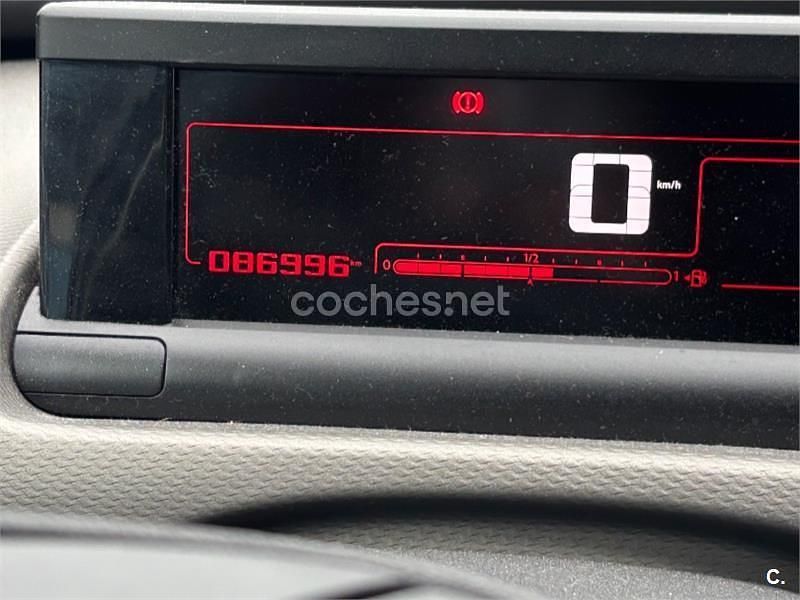 0
km/h
086996 km
0 1/2 1
coches.net
C.